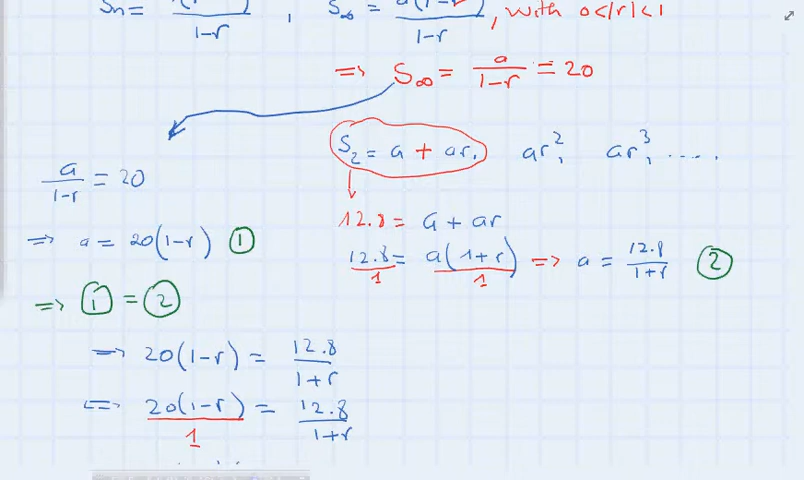 Sn = 1-r , S∞ = 1-r , with 0<|r|<1
=> S∞ = a/(1-r) = 20
S₂ = a + ar, ar², ar³, ....
a/(1-r) = 20
12.8 = a + ar
=> a = 20(1-r) ①
12.8/1 = a(1+r)/1 => a = 12.8/(1+r) ②
=> ① = ②
=> 20(1-r) = 12.8/(1+r)
<=> 20(1-r)/1 = 12.8/(1+r)